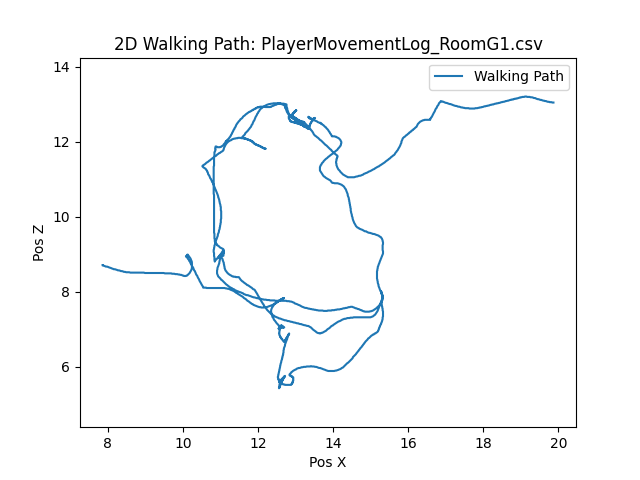 2D Walking Path: PlayerMovementLog_RoomG1.csv
Walking Path
14
12
10
8
6
Pos Z
8 10 12 14 16 18 20
Pos X